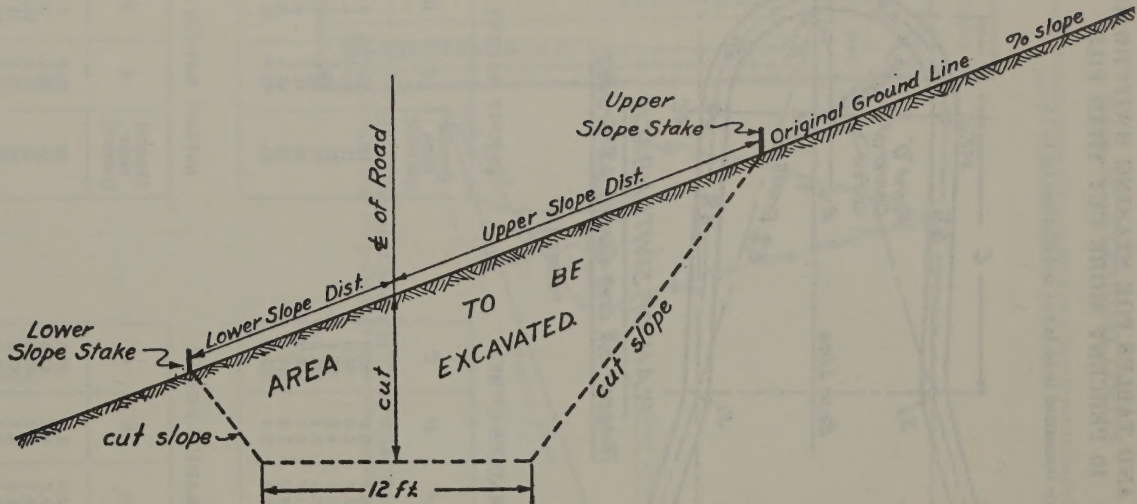 % slope
Original Ground Line
Upper
Slope Stake
Upper Slope Dist.
℄ of Road
Lower Slope Dist.
Lower
Slope Stake
AREA
TO
BE
EXCAVATED.
cut
cut slope
cut slope
12 ft